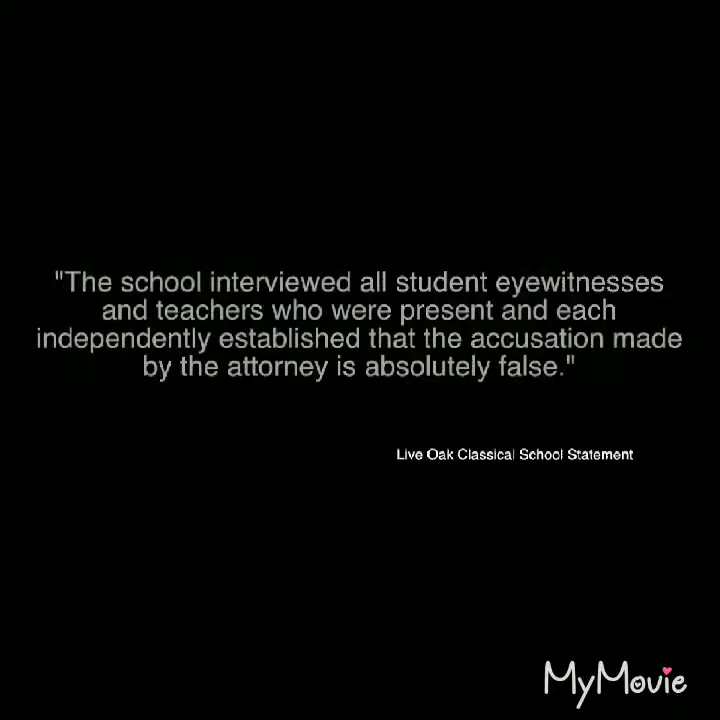 "The school interviewed all student eyewitnesses
and teachers who were present and each
independently established that the accusation made
by the attorney is absolutely false."
Live Oak Classical School Statement
MyMovie